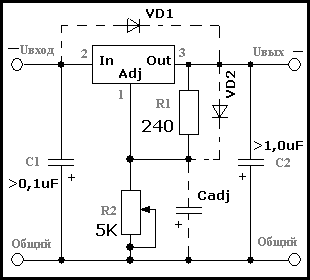 VD1
− Uвход 2 In Out 3 Uвых −
Adj
1
VD2
R1
240
C1
>0,1uF
+
>1,0uF
C2
+
R2
5K
Cadj
+
Общий
Общий